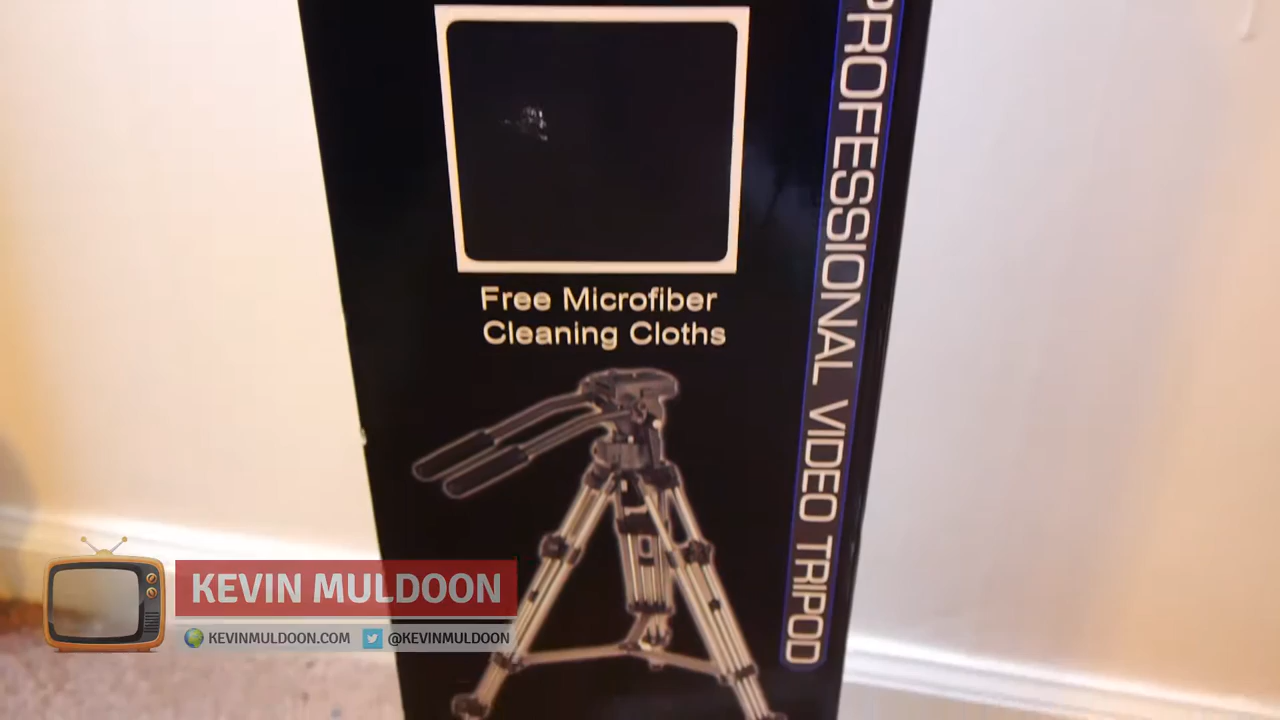 PROFESSIONAL VIDEO TRIPOD
Free Microfiber
Cleaning Cloths
KEVIN MULDOON
KEVINMULDOON.COM @KEVINMULDOON